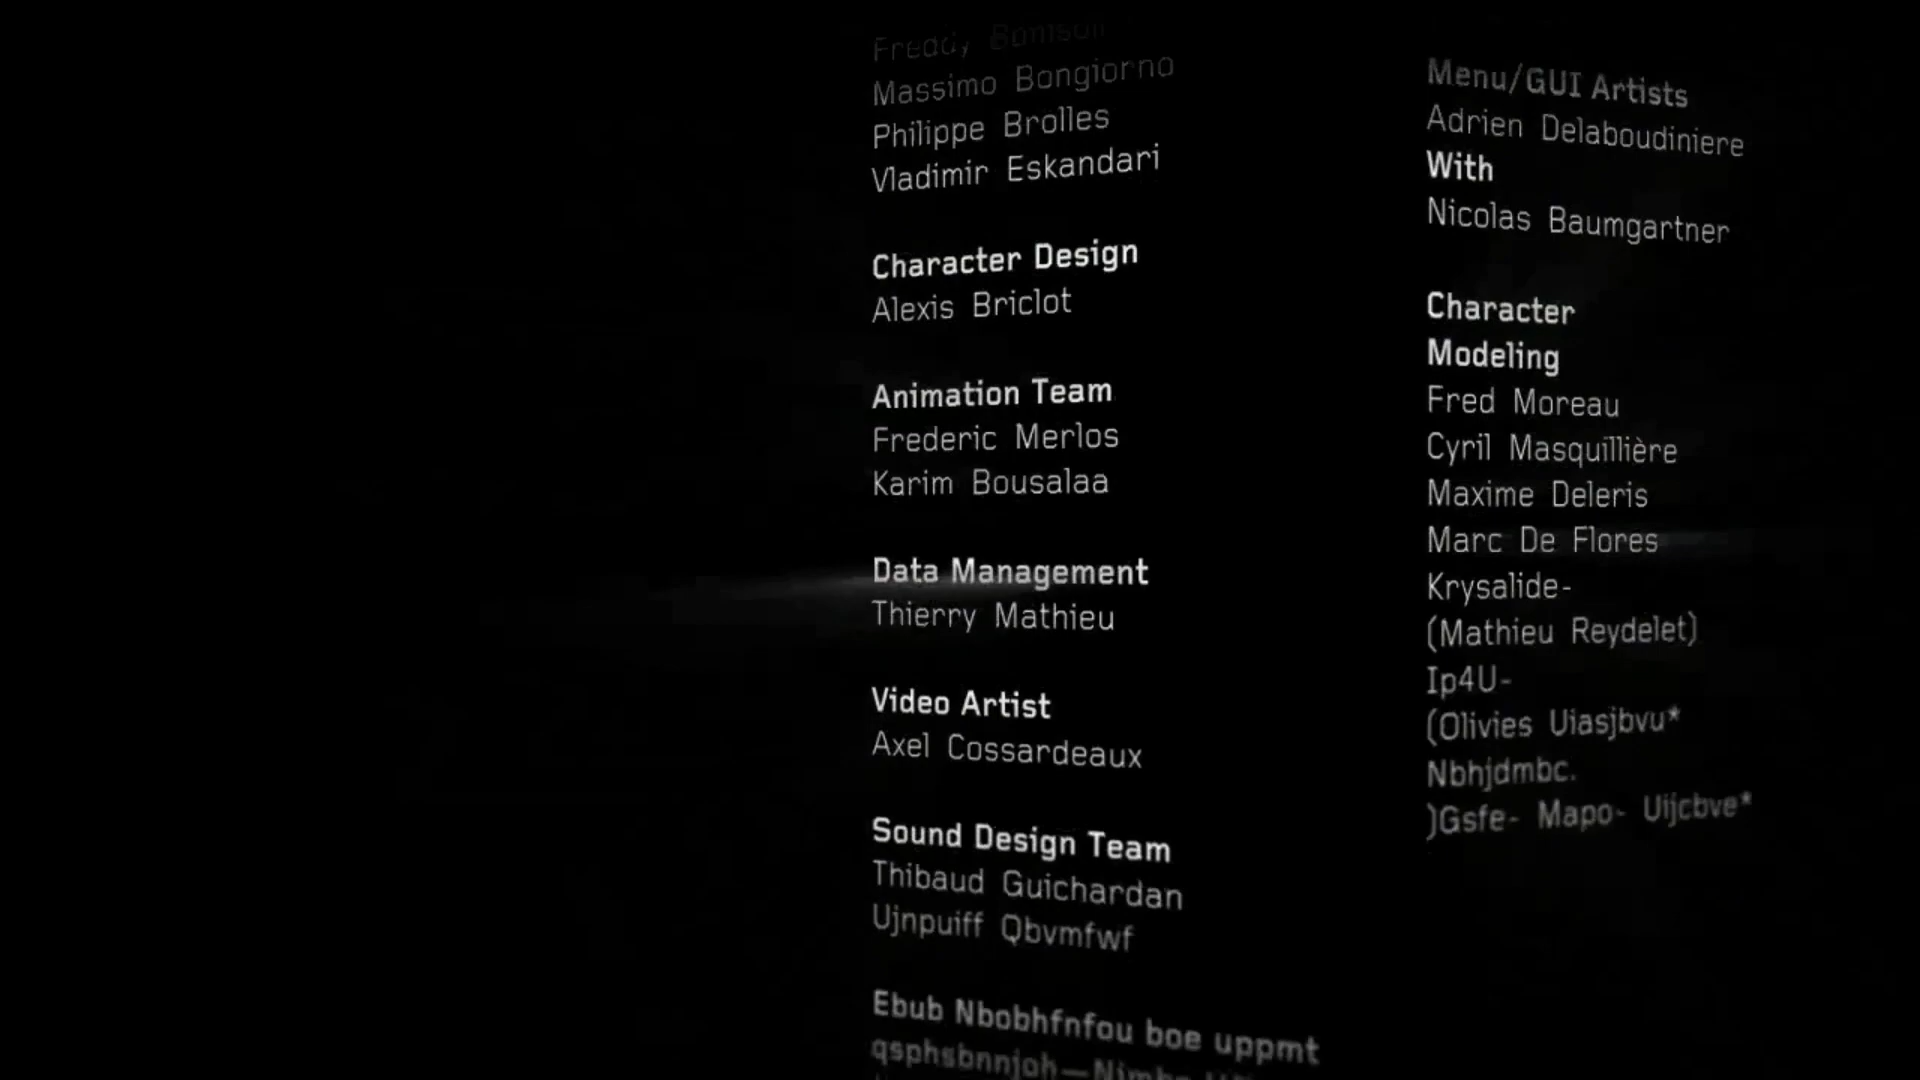 Freddy
Massimo Bongiorno
Philippe Brolles
Vladimir Eskandari
Character Design
Alexis Briclot
Animation Team
Frederic Merlos
Karim Bousalaa
Data Management
Thierry Mathieu
Video Artist
Axel Cossardeaux
Sound Design Team
Thibaud Guichardan
Ujnpuiff Qbvmfwf
Ebub Nbobhfnfou boe uppmt
qsphsbnnjoh—
Menu/GUI Artists
Adrien Delaboudiniere
With
Nicolas Baumgartner
Character
Modeling
Fred Moreau
Cyril Masquillière
Maxime Deleris
Marc De Flores
Krysalide-
(Mathieu Reydelet)
Ip4U-
(Olivies Uiasjbvu*
Nbhjdmbc.
)Gsfe- Mapo- Uijcbve*